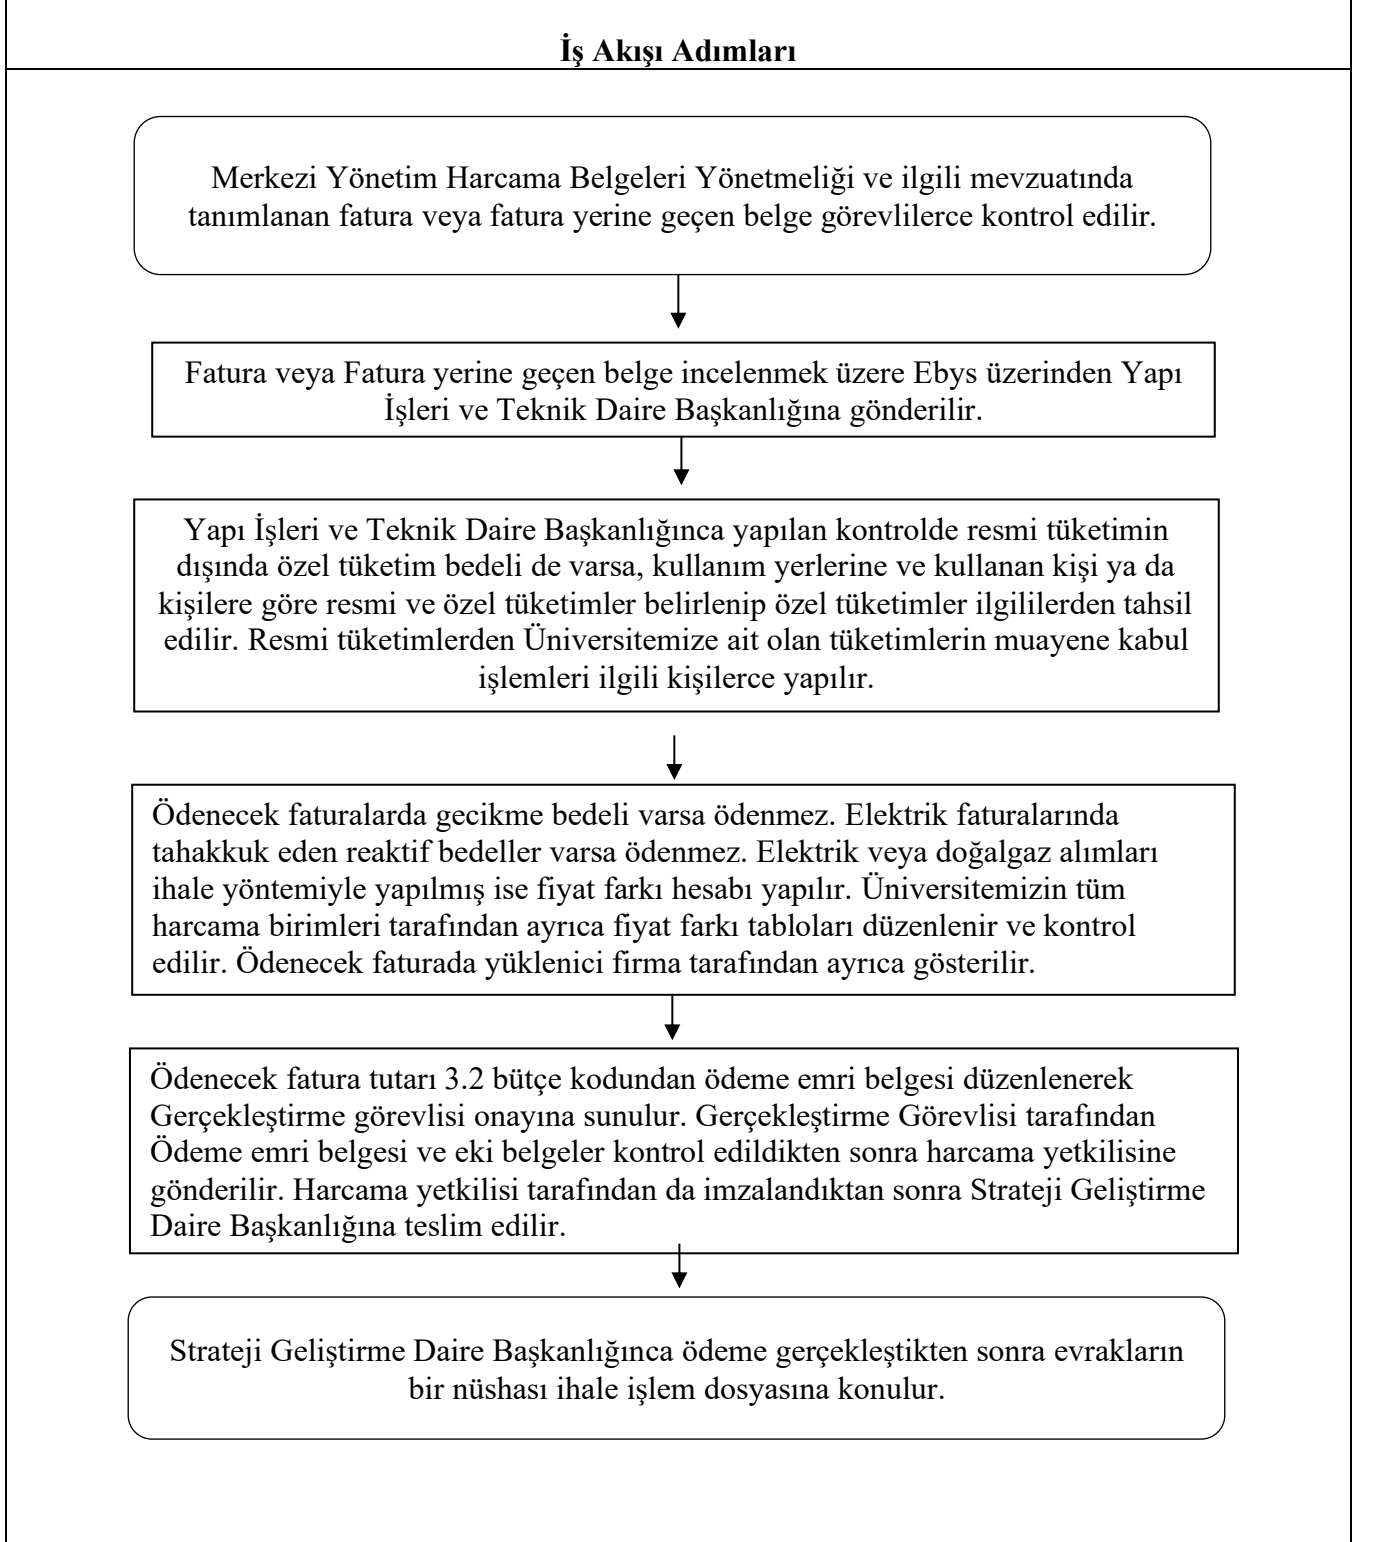 İş Akışı Adımları
Merkezi Yönetim Harcama Belgeleri Yönetmeliği ve ilgili mevzuatında
tanımlanan fatura veya fatura yerine geçen belge görevlilerce kontrol edilir.
Fatura veya Fatura yerine geçen belge incelenmek üzere Ebys üzerinden Yapı
İşleri ve Teknik Daire Başkanlığına gönderilir.
Yapı İşleri ve Teknik Daire Başkanlığınca yapılan kontrolde resmi tüketimin
dışında özel tüketim bedeli de varsa, kullanım yerlerine ve kullanan kişi ya da
kişilere göre resmi ve özel tüketimler belirlenip özel tüketimler ilgililerden tahsil
edilir. Resmi tüketimlerden Üniversitemize ait olan tüketimlerin muayene kabul
işlemleri ilgili kişilerce yapılır.
Ödenecek faturalarda gecikme bedeli varsa ödenmez. Elektrik faturalarında
tahakkuk eden reaktif bedeller varsa ödenmez. Elektrik veya doğalgaz alımları
ihale yöntemiyle yapılmış ise fiyat farkı hesabı yapılır. Üniversitemizin tüm
harcama birimleri tarafından ayrıca fiyat farkı tabloları düzenlenir ve kontrol
edilir. Ödenecek faturada yüklenici firma tarafından ayrıca gösterilir.
Ödenecek fatura tutarı 3.2 bütçe kodundan ödeme emri belgesi düzenlenerek
Gerçekleştirme görevlisi onayına sunulur. Gerçekleştirme Görevlisi tarafından
Ödeme emri belgesi ve eki belgeler kontrol edildikten sonra harcama yetkilisine
gönderilir. Harcama yetkilisi tarafından da imzalandıktan sonra Strateji Geliştirme
Daire Başkanlığına teslim edilir.
Strateji Geliştirme Daire Başkanlığınca ödeme gerçekleştikten sonra evrakların
bir nüshası ihale işlem dosyasına konulur.